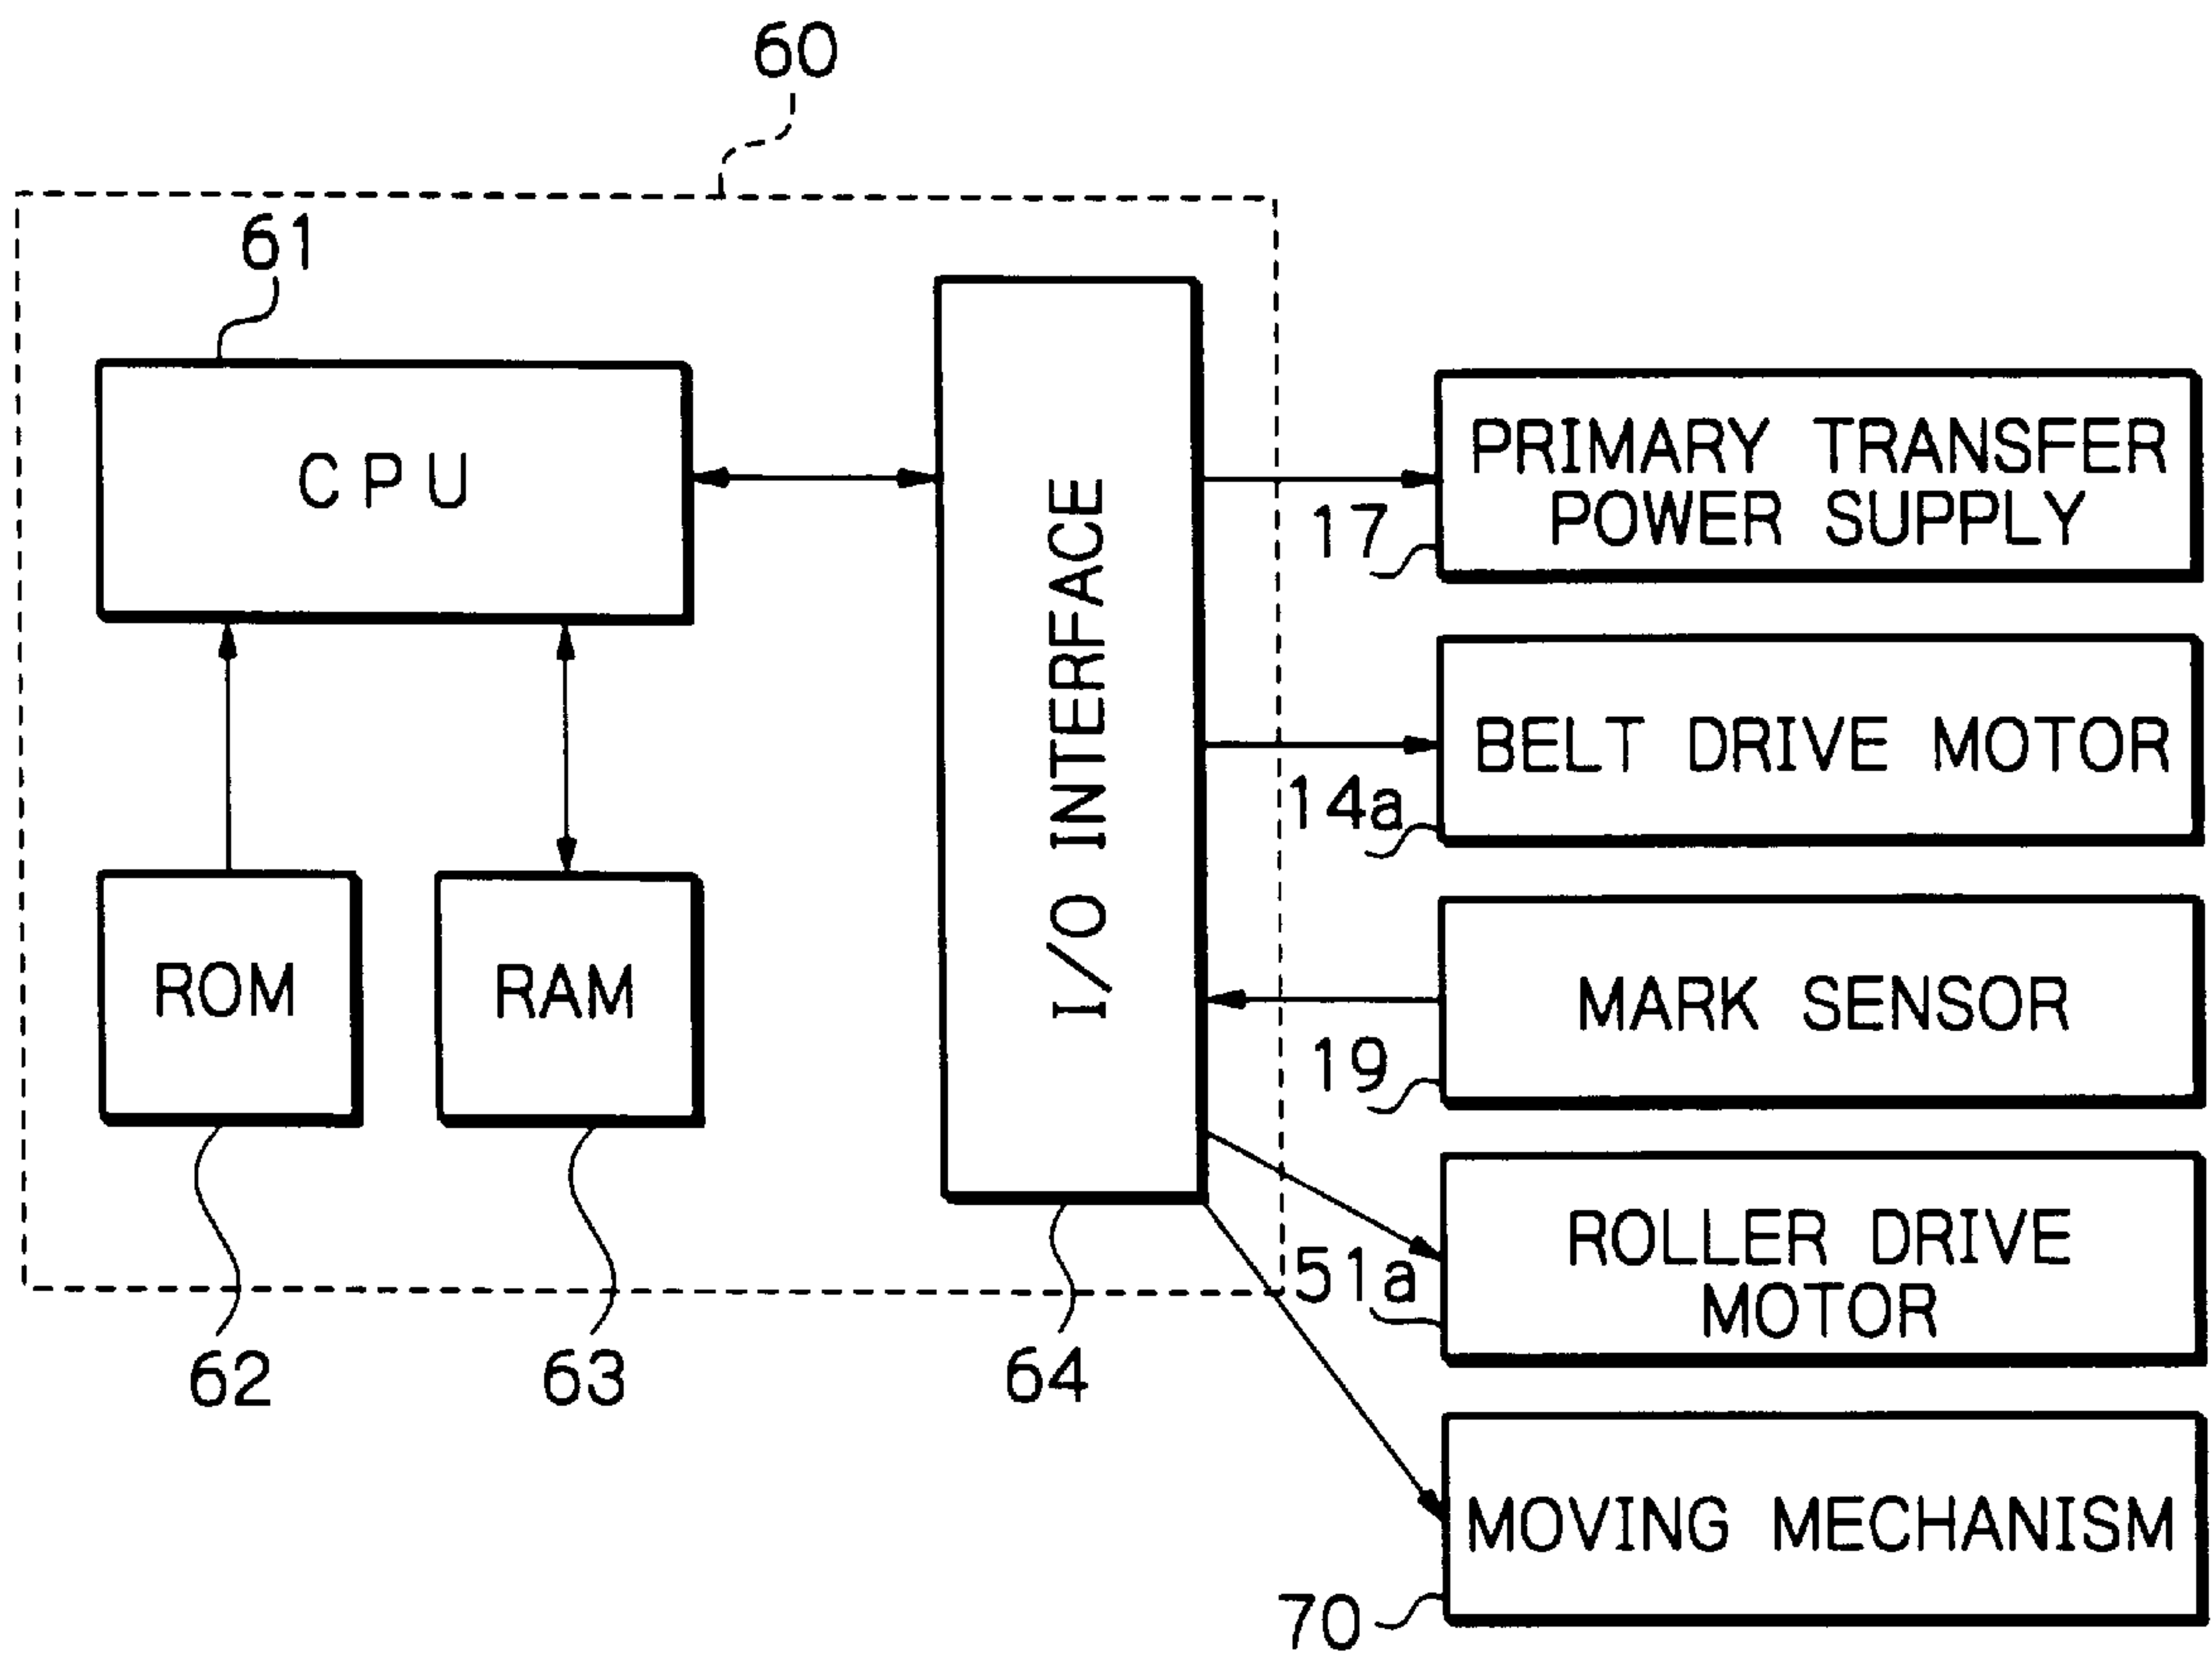 60
61
CPU
ROM
RAM
62
63
64
I/O INTERFACE
PRIMARY TRANSFER
POWER SUPPLY
17
BELT DRIVE MOTOR
14a
MARK SENSOR
19
ROLLER DRIVE
MOTOR
51a
MOVING MECHANISM
70